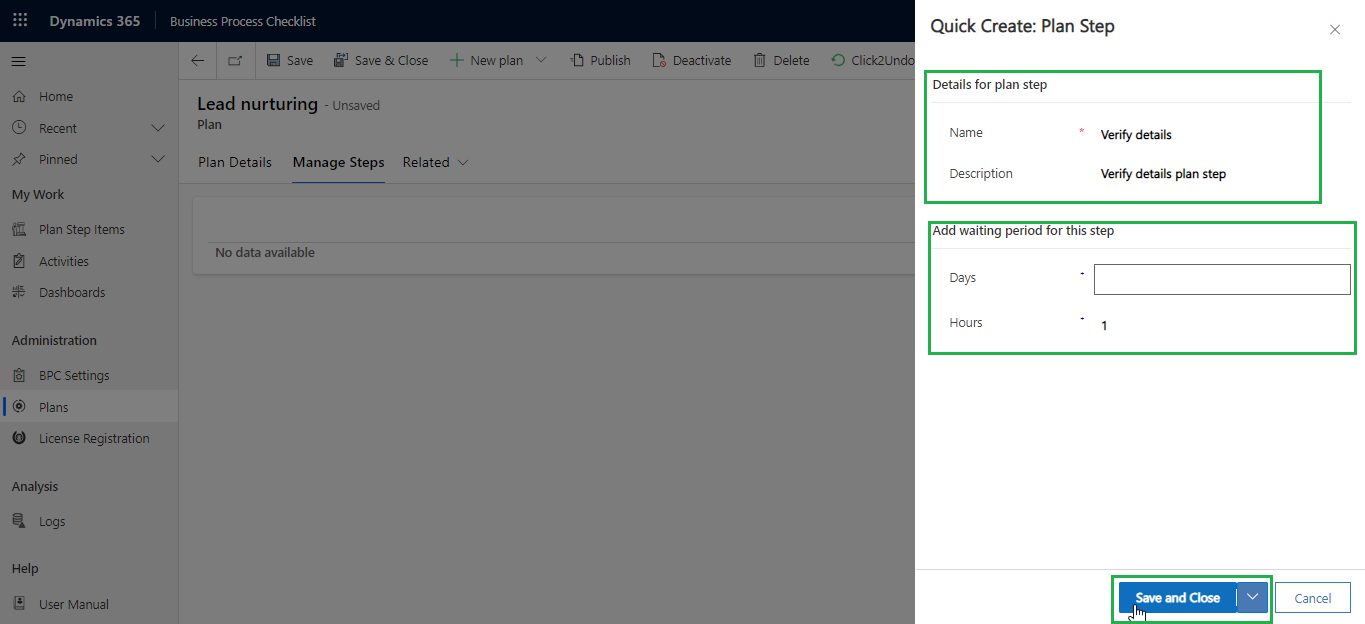 Dynamics 365 Business Process Checklist
Save Save & Close New plan Publish Deactivate Delete Click2Undo
Home
Recent
Pinned
My Work
Plan Step Items
Activities
Dashboards
Administration
BPC Settings
Plans
License Registration
Analysis
Logs
Help
User Manual
Lead nurturing - Unsaved
Plan
Plan Details Manage Steps Related
No data available
Quick Create: Plan Step
Details for plan step
Name * Verify details
Description Verify details plan step
Add waiting period for this step
Days
Hours 1
Save and Close Cancel